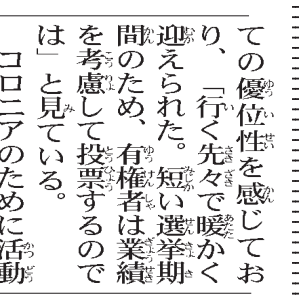 ての優位性を感じてお
り、「行く先々で暖かく
迎えられた。短い選挙期
間のため、有権者は業績
を考慮して投票するので
は」と見ている。
コロニアのために活動